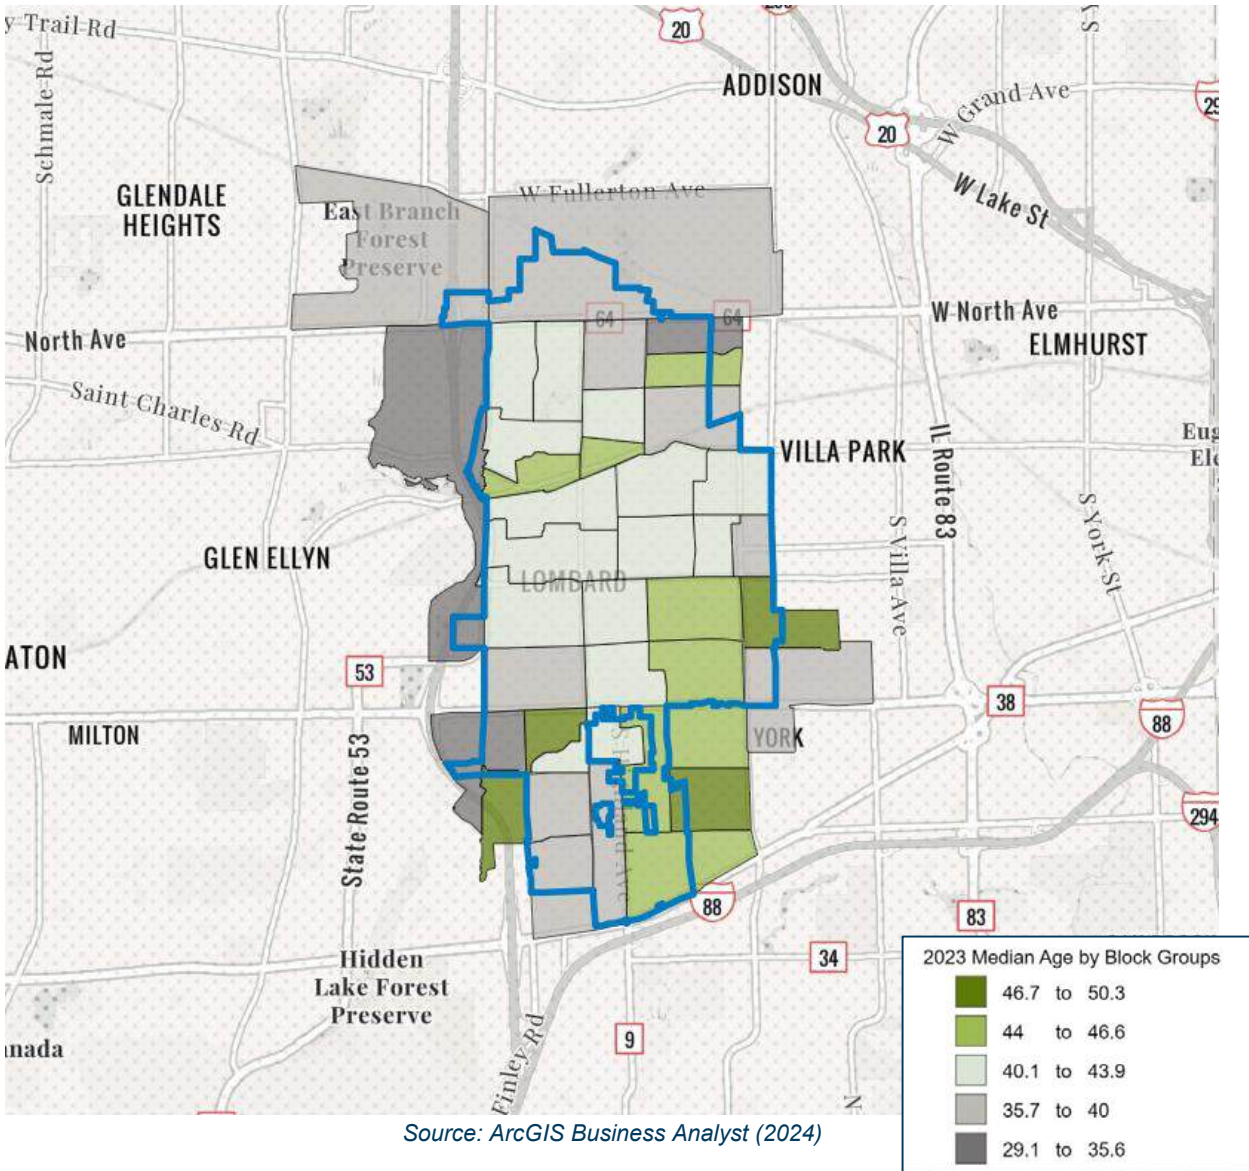 y Trail Rd
20
290
S Y
ADDISON
W Grand Ave
29
20
Schmale Rd
GLENDALE
HEIGHTS
W Fullerton Ave
W Lake St
East Branch
Forest
Preserve
64
64
W North Ave
North Ave
ELMHURST
Saint Charles Rd
VILLA PARK
IL Route 83
Eug
Ele
S York St
S Villa Ave
GLEN ELLYN
LOMBARD
ATON
53
38
88
MILTON
YORK
State Route 53
294
88
83
34
Hidden
Lake Forest
Preserve
9
anada
Finley Rd
N
2023 Median Age by Block Groups
46.7 to 50.3
44 to 46.6
40.1 to 43.9
35.7 to 40
29.1 to 35.6
Source: ArcGIS Business Analyst (2024)